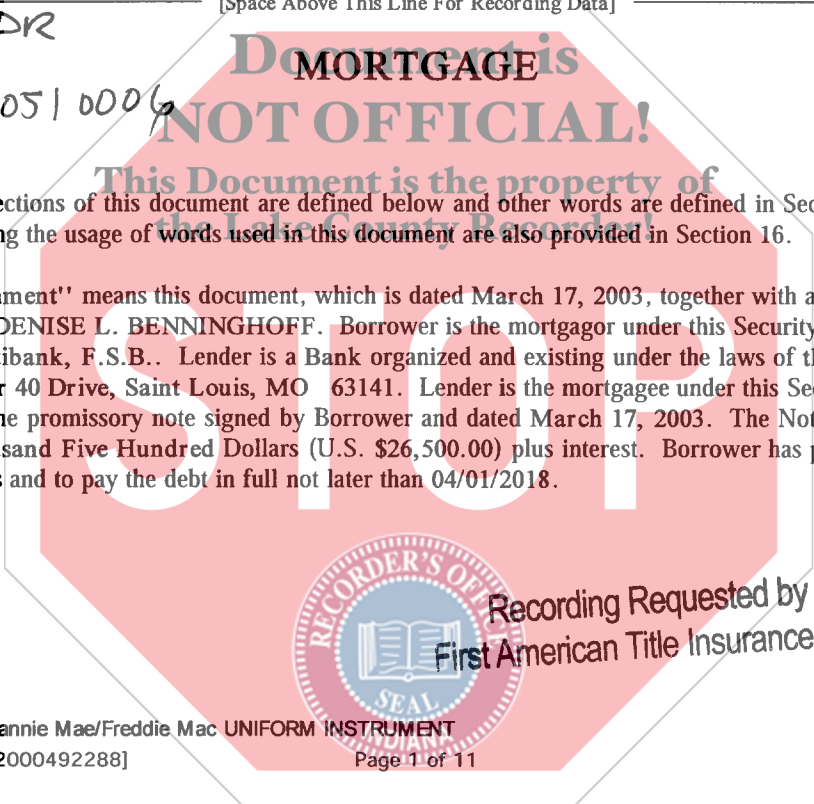 [Space Above This Line For Recording Data]
DR
MORTGAGE
Document is
0510006
NOT OFFICIAL!
This Document is the property of
ections of this document are defined below and other words are defined in Sec
the Lake County Recorder!
ng the usage of words used in this document are also provided in Section 16.
ument'' means this document, which is dated March 17, 2003, together with a
DENISE L. BENNINGHOFF. Borrower is the mortgagor under this Security
tibank, F.S.B.. Lender is a Bank organized and existing under the laws of th
r 40 Drive, Saint Louis, MO 63141. Lender is the mortgagee under this Sec
he promissory note signed by Borrower and dated March 17, 2003. The Not
usand Five Hundred Dollars (U.S. $26,500.00) plus interest. Borrower has p
s and to pay the debt in full not later than 04/01/2018.
STOP
RECORDER'S OFFICE
Recording Requested by
First American Title Insurance
SEAL
INDIANA
annie Mae/Freddie Mac UNIFORM INSTRUMENT
2000492288]
Page 1 of 11